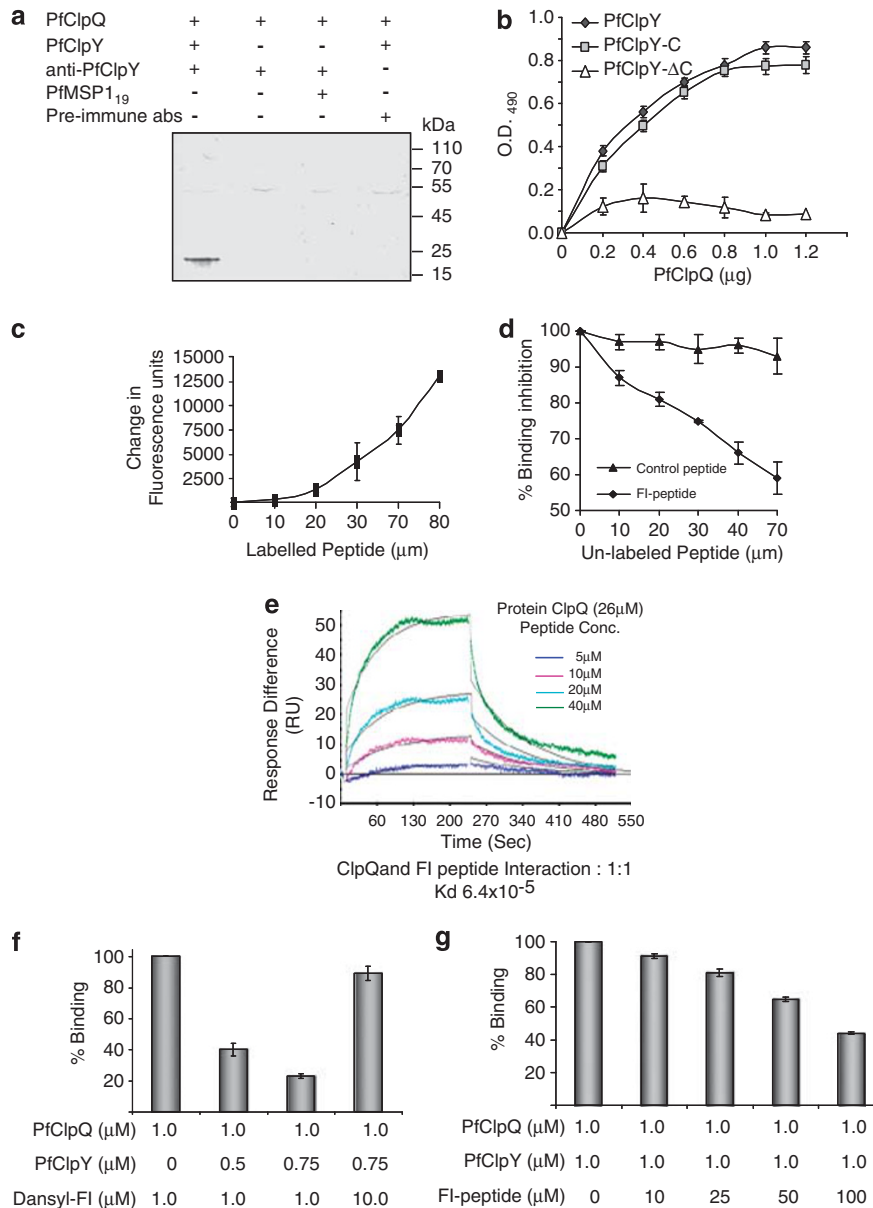 a
PfClpQ + + + +
PfClpY + - - +
anti-PfClpY + + + -
PfMSP1₁₉ - - + -
Pre-immune abs - - - +
kDa
110
70
55
45
25
15
b
PfClpY
PfClpY-C
PfClpY-ΔC
O.D. ₄₉₀
1.0
0.8
0.6
0.4
0.2
0.0
0 0.2 0.4 0.6 0.8 1.0 1.2
PfClpQ (µg)
c
Change in
Fluorescence units
15000
12500
10000
7500
5000
2500
0 10 20 30 70 80
Labelled Peptide (µm)
d
% Binding inhibition
100
90
80
70
60
50
Control peptide
FI-peptide
0 10 20 30 40 70
Un-labeled Peptide (µm)
e
Protein ClpQ (26µM)
Peptide Conc.
5µM
10µM
20µM
40µM
Response Difference
(RU)
50
40
30
20
10
0
-10
60 130 200 270 340 410 480 550
Time (Sec)
ClpQand FI peptide Interaction : 1:1
Kd 6.4x10⁻⁵
f
% Binding
100
80
60
40
20
PfClpQ (µM) 1.0 1.0 1.0 1.0
PfClpY (µM) 0 0.5 0.75 0.75
Dansyl-FI (µM) 1.0 1.0 1.0 10.0
g
% Binding
100
80
60
40
20
PfClpQ (µM) 1.0 1.0 1.0 1.0 1.0
PfClpY (µM) 1.0 1.0 1.0 1.0 1.0
FI-peptide (µM) 0 10 25 50 100